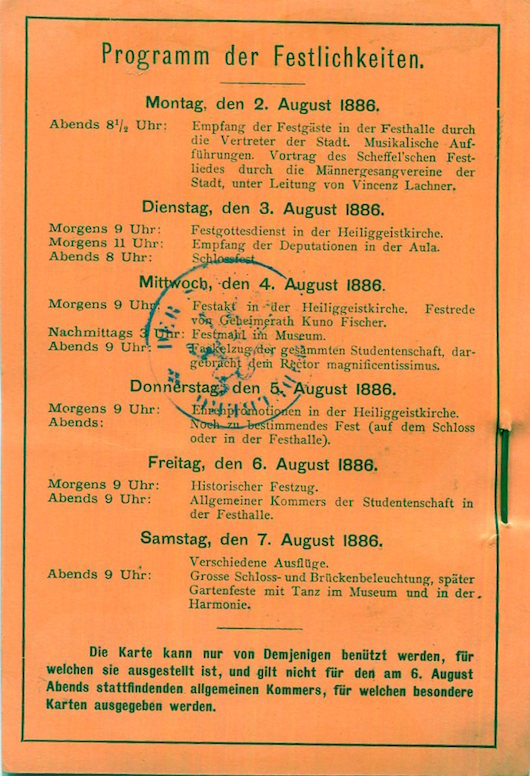 Programm der Festlichkeiten.
Montag, den 2. August 1886.
Abends 8½ Uhr: Empfang der Festgäste in der Festhalle durch
die Vertreter der Stadt. Musikalische Auf-
führungen. Vortrag des Scheffel'schen Fest-
liedes durch die Männergesangvereine der
Stadt, unter Leitung von Vincenz Lachner.
Dienstag, den 3. August 1886.
Morgens 9 Uhr: Festgottesdienst in der Heiliggeistkirche.
Morgens 11 Uhr: Empfang der Deputationen in der Aula.
Abends 8 Uhr: Schlossfest.
Mittwoch, den 4. August 1886.
Morgens 9 Uhr: Festakt in der Heiliggeistkirche. Festrede
von Geheimerath Kuno Fischer.
Nachmittags 3 Uhr: Festmahl im Museum.
Abends 9 Uhr: Fackelzug der gesammten Studentenschaft, dar-
gebracht dem Rector magnificentissimus.
Donnerstag, den 5. August 1886.
Morgens 9 Uhr: Ehrenpromotionen in der Heiliggeistkirche.
Abends: Noch zu bestimmendes Fest (auf dem Schloss
oder in der Festhalle).
Freitag, den 6. August 1886.
Morgens 9 Uhr: Historischer Festzug.
Abends 9 Uhr: Allgemeiner Kommers der Studentenschaft in
der Festhalle.
Samstag, den 7. August 1886.
Verschiedene Ausflüge.
Abends 9 Uhr: Grosse Schloss- und Brückenbeleuchtung, später
Gartenfeste mit Tanz im Museum und in der
Harmonie.
Die Karte kann nur von Demjenigen benützt werden, für
welchen sie ausgestellt ist, und gilt nicht für den am 6. August
Abends stattfindenden allgemeinen Kommers, für welchen besondere
Karten ausgegeben werden.
DER